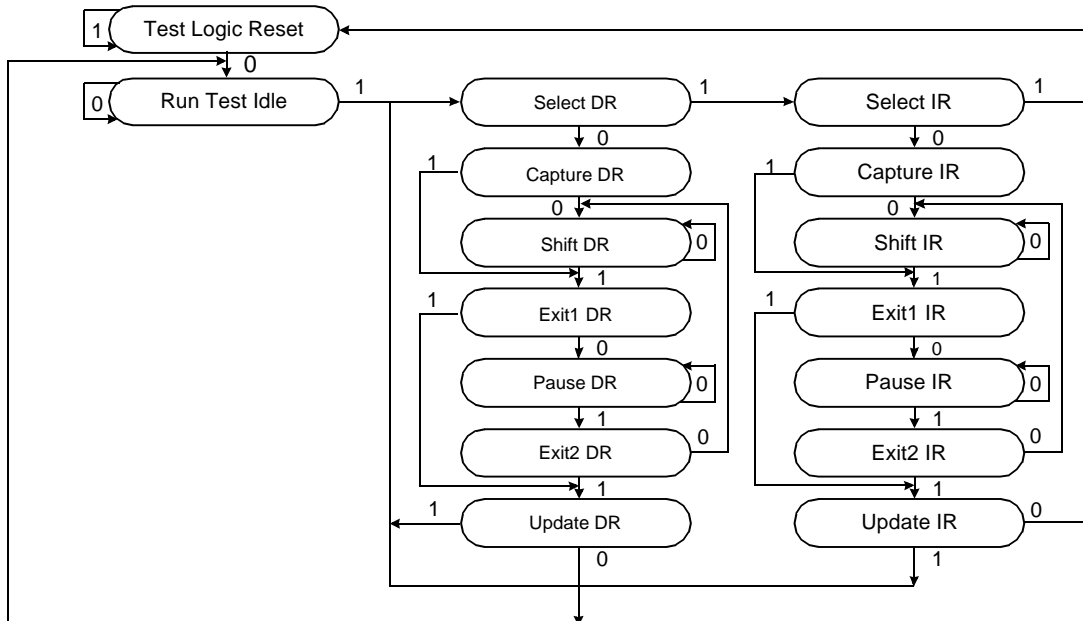 Test Logic Reset
1
0
Run Test Idle
0
1
Select DR
1
Select IR
1
0
0
1
Capture DR
1
Capture IR
0
0
Shift DR
0
Shift IR
0
1
1
1
Exit1 DR
1
Exit1 IR
0
0
Pause DR
0
Pause IR
0
1
1
Exit2 DR
0
Exit2 IR
0
1
1
1
Update DR
Update IR
0
0
1